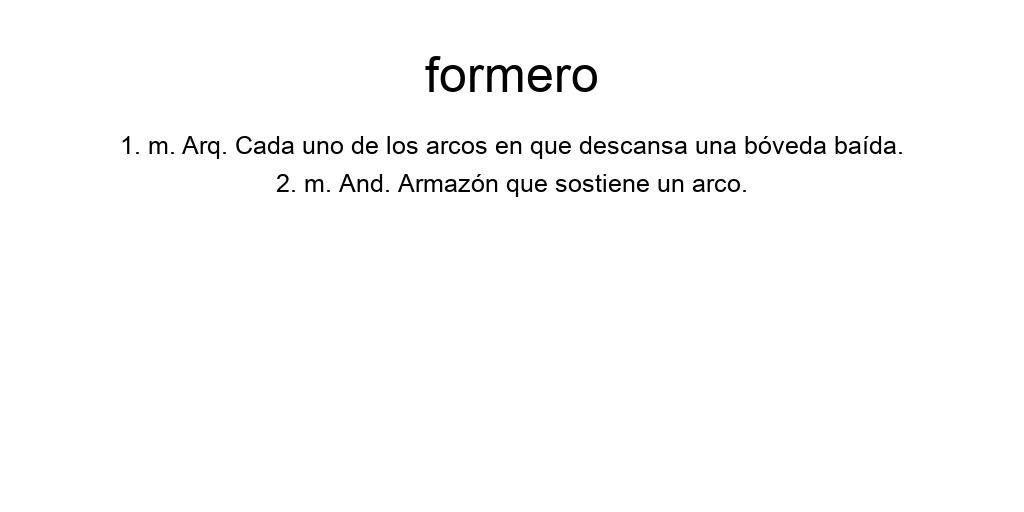 formero
1. m. Arq. Cada uno de los arcos en que descansa una bóveda baída.
2. m. And. Armazón que sostiene un arco.